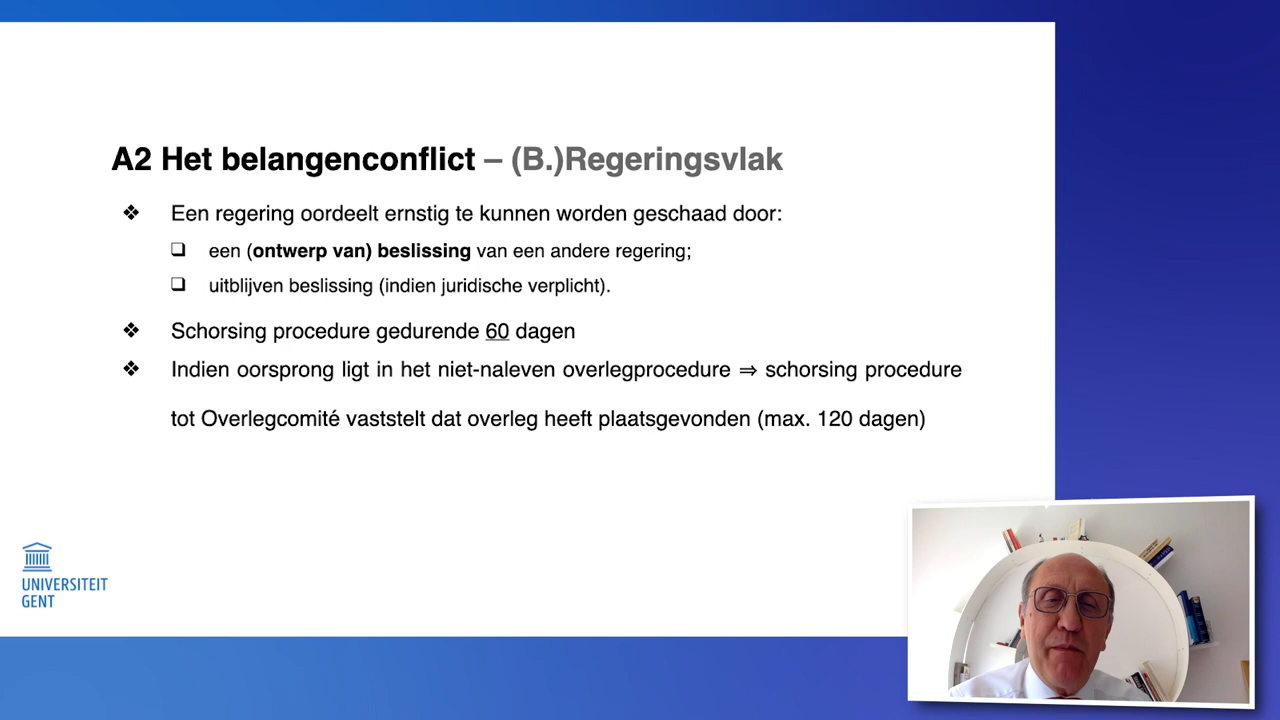 A2 Het belangenconflict – (B.)Regeringsvlak
❖ Een regering oordeelt ernstig te kunnen worden geschaad door:
❑ een (ontwerp van) beslissing van een andere regering;
❑ uitblijven beslissing (indien juridische verplicht).
❖ Schorsing procedure gedurende 60 dagen
❖ Indien oorsprong ligt in het niet-naleven overlegprocedure ⇒ schorsing procedure
tot Overlegcomité vaststelt dat overleg heeft plaatsgevonden (max. 120 dagen)
UNIVERSITEIT
GENT